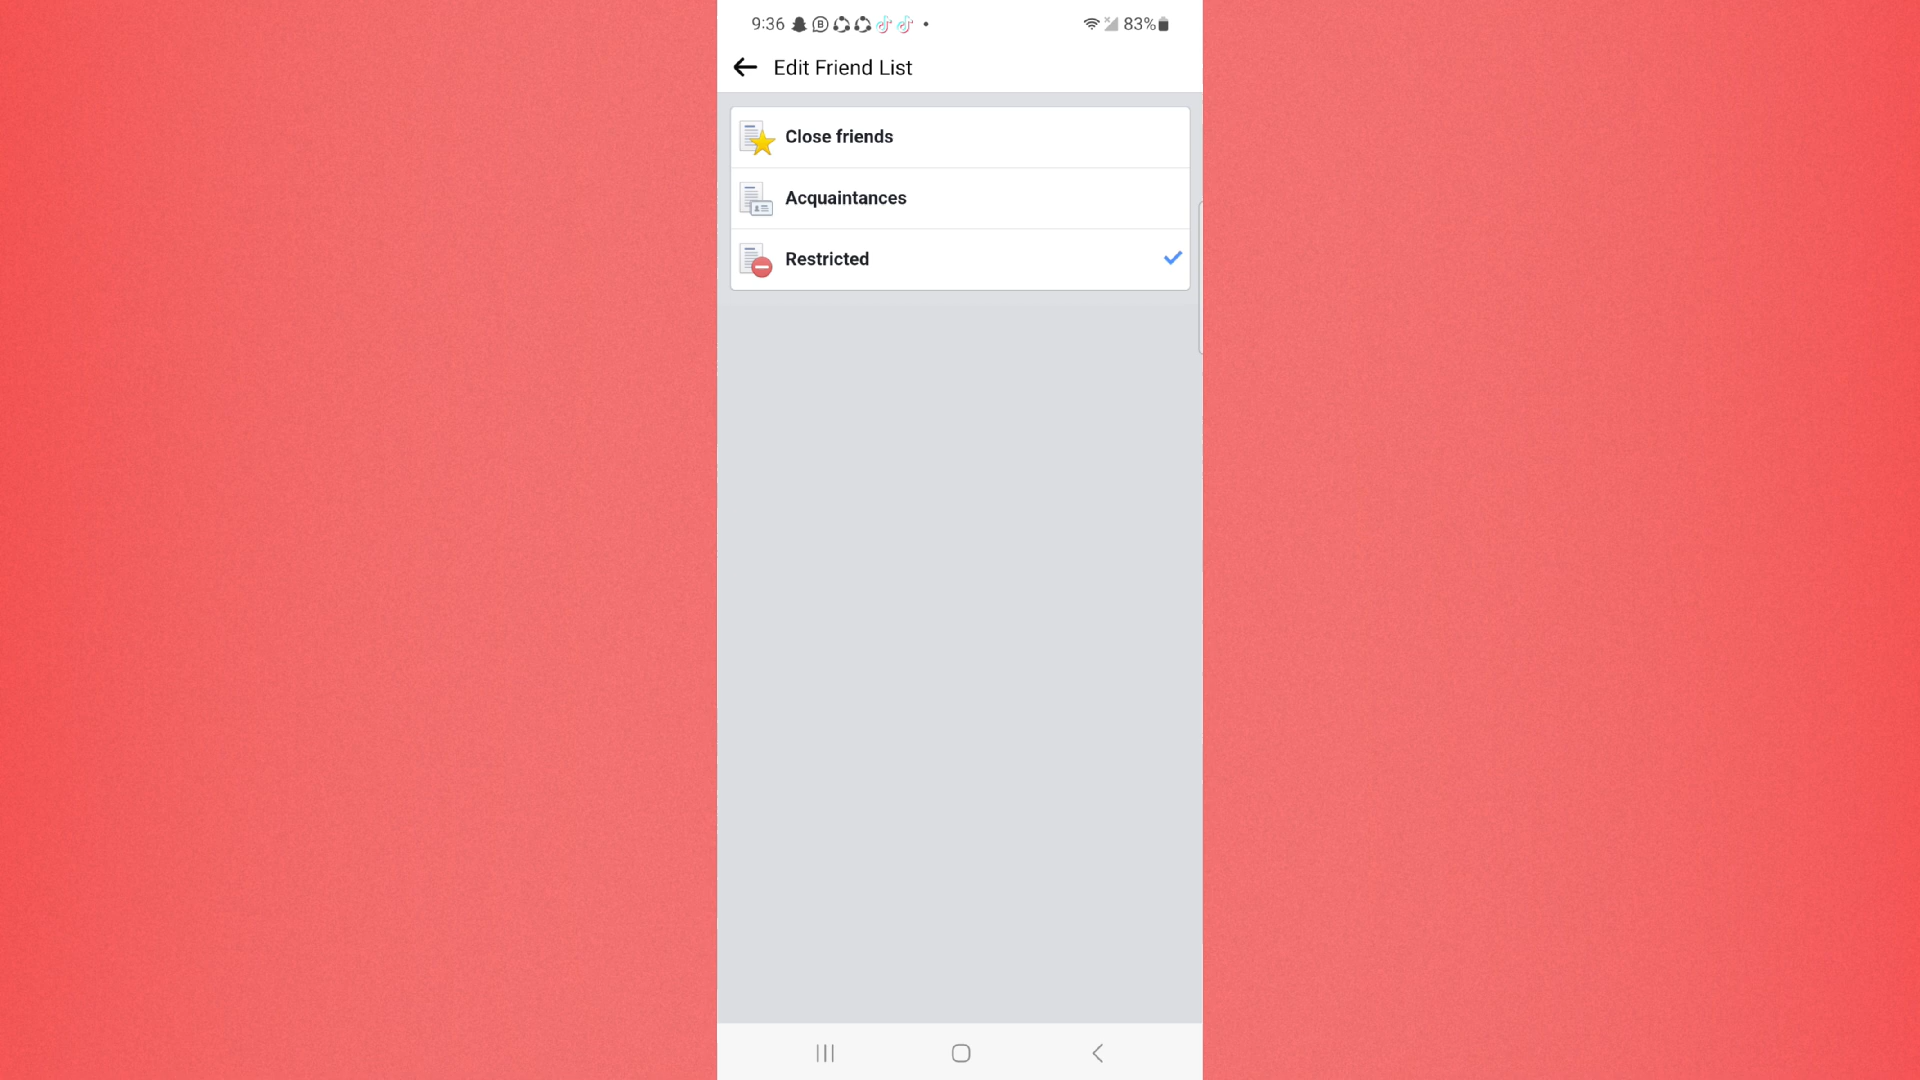 9:36 83%
Edit Friend List
Close friends
Acquaintances
Restricted